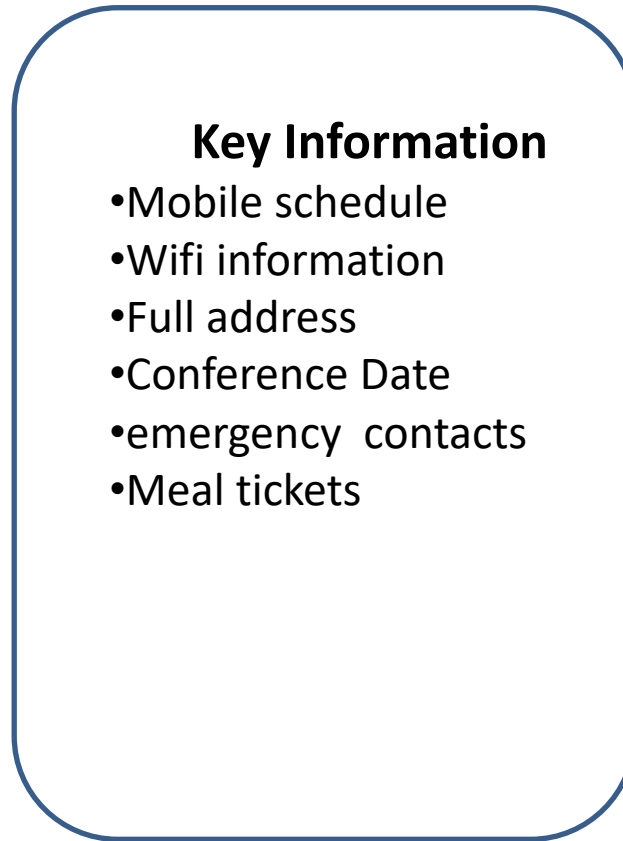 Key Information
•Mobile schedule
•Wifi information
•Full address
•Conference Date
•emergency  contacts
•Meal tickets